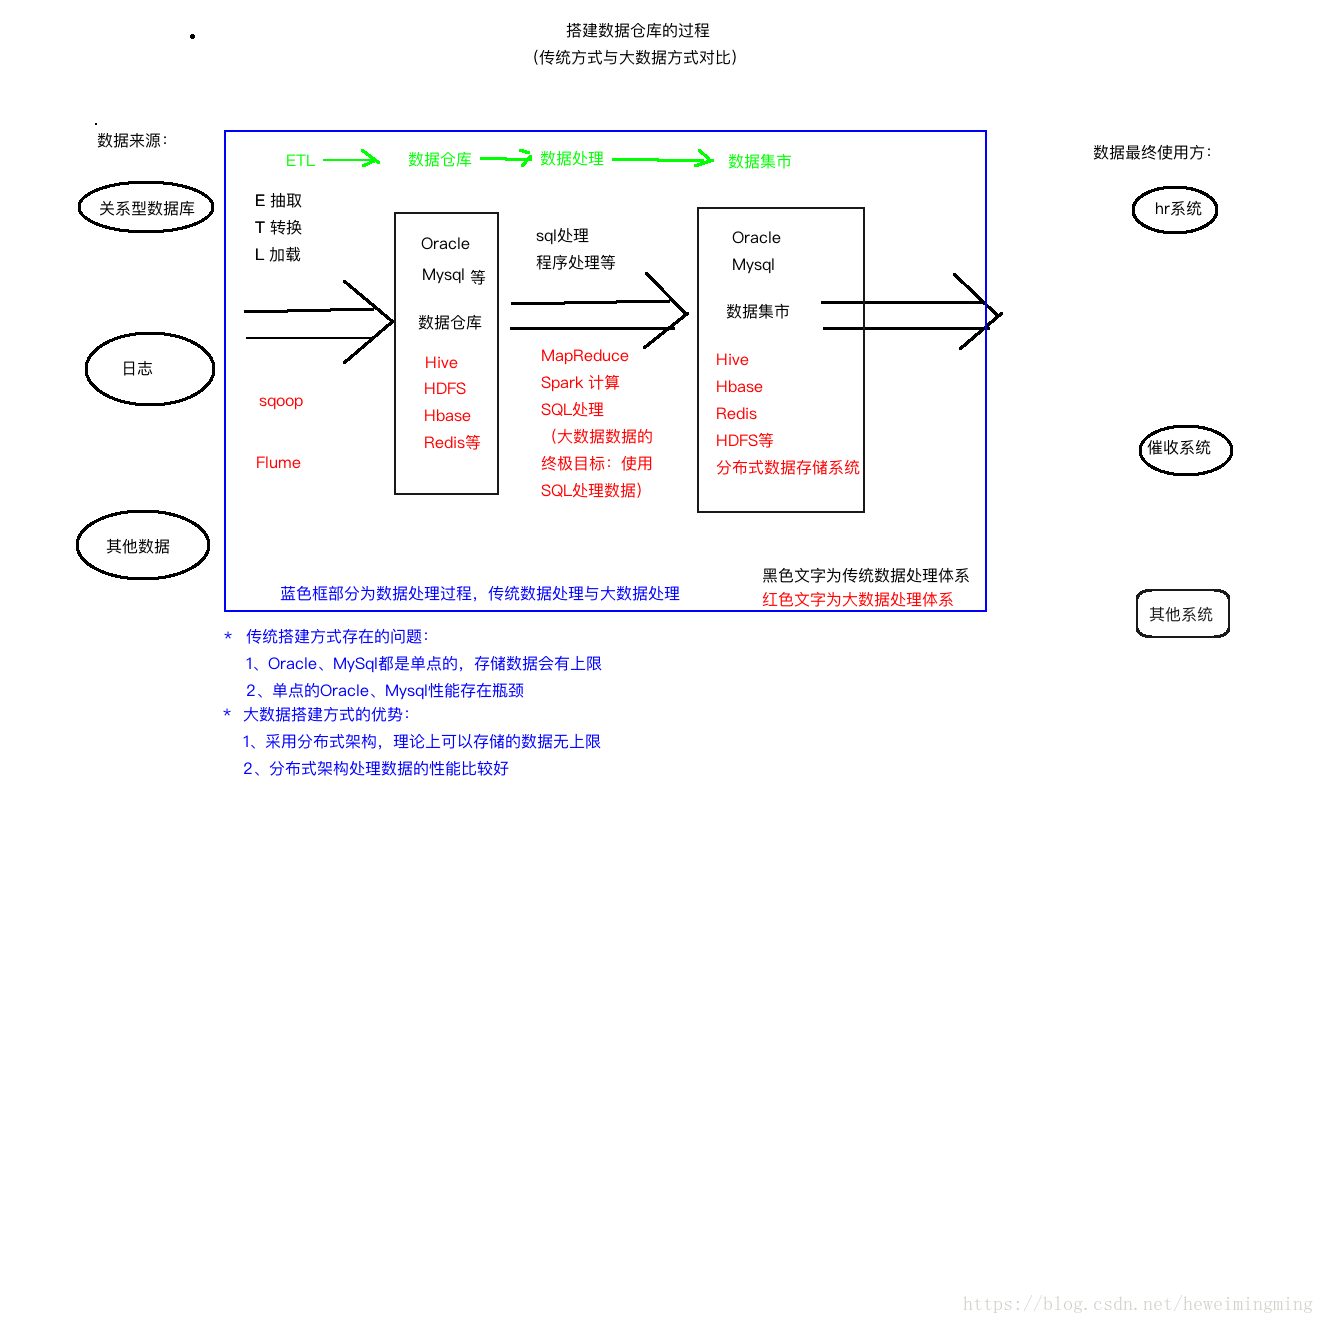 搭建数据仓库的过程
（传统方式与大数据方式对比）
数据来源：
关系型数据库
日志
其他数据
ETL
数据仓库
数据处理
数据集市
E 抽取
T 转换
L 加载
sqoop
Flume
Oracle
Mysql 等
数据仓库
Hive
HDFS
Hbase
Redis等
sql处理
程序处理等
MapReduce
Spark 计算
SQL处理
（大数据数据的
终极目标：使用
SQL处理数据）
Oracle
Mysql
数据集市
Hive
Hbase
Redis
HDFS等
分布式数据存储系统
蓝色框部分为数据处理过程，传统数据处理与大数据处理
黑色文字为传统数据处理体系
红色文字为大数据处理体系
数据最终使用方：
hr系统
催收系统
其他系统
* 传统搭建方式存在的问题：
1、Oracle、MySql都是单点的，存储数据会有上限
2、单点的Oracle、Mysql性能存在瓶颈
* 大数据搭建方式的优势：
1、采用分布式架构，理论上可以存储的数据无上限
2、分布式架构处理数据的性能比较好
https://blog.csdn.net/heweimingming